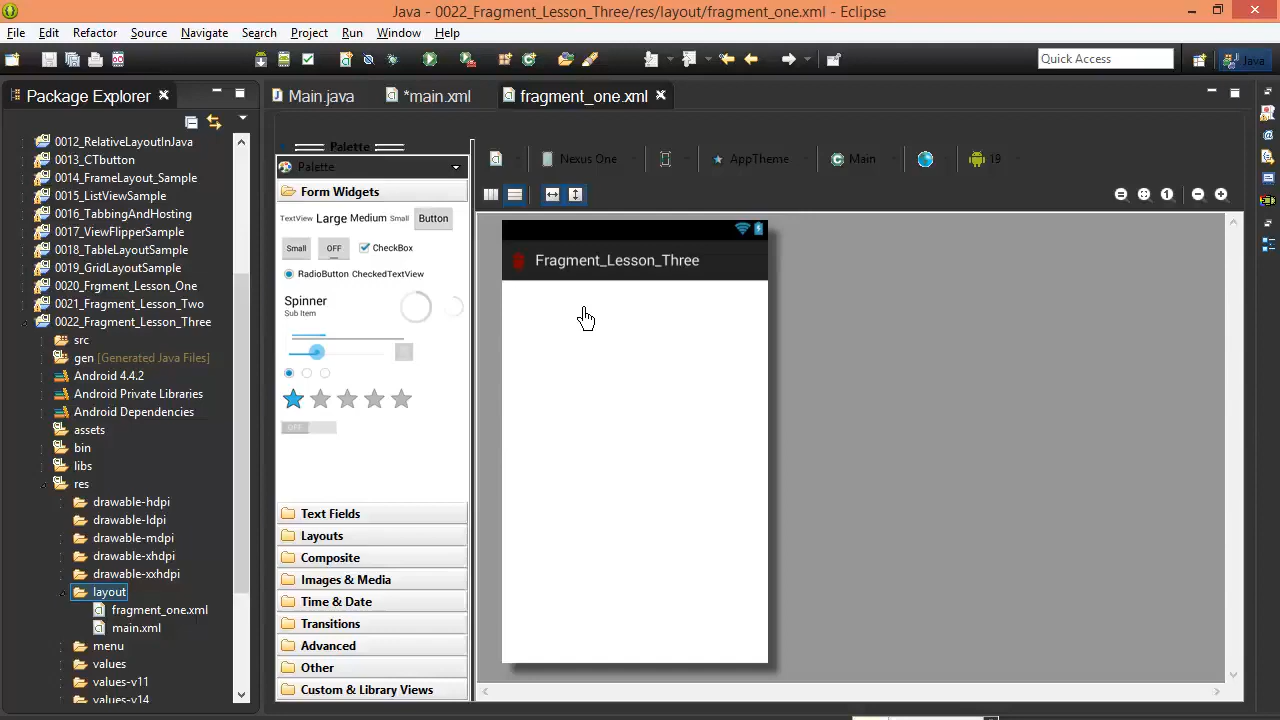 Java - 0022_Fragment_Lesson_Three/res/layout/fragment_one.xml - Eclipse
File Edit Refactor Source Navigate Search Project Run Window Help
Quick Access
Java
Package Explorer
Main.java
*main.xml
fragment_one.xml
0012_RelativeLayoutInJava
0013_CTbutton
0014_FrameLayout_Sample
0015_ListViewSample
0016_TabbingAndHosting
0017_ViewFlipperSample
0018_TableLayoutSample
0019_GridLayoutSample
0020_Frgment_Lesson_One
0021_Fragment_Lesson_Two
0022_Fragment_Lesson_Three
src
gen [Generated Java Files]
Android 4.4.2
Android Private Libraries
Android Dependencies
assets
bin
libs
res
drawable-hdpi
drawable-ldpi
drawable-mdpi
drawable-xhdpi
drawable-xxhdpi
layout
fragment_one.xml
main.xml
menu
values
values-v11
values-v14
Palette
Palette
Form Widgets
TextView Large Medium Small Button
Small OFF CheckBox
RadioButton CheckedTextView
Spinner
Sub Item
OFF
Text Fields
Layouts
Composite
Images & Media
Time & Date
Transitions
Advanced
Other
Custom & Library Views
Nexus One
AppTheme
Main
19
Fragment_Lesson_Three